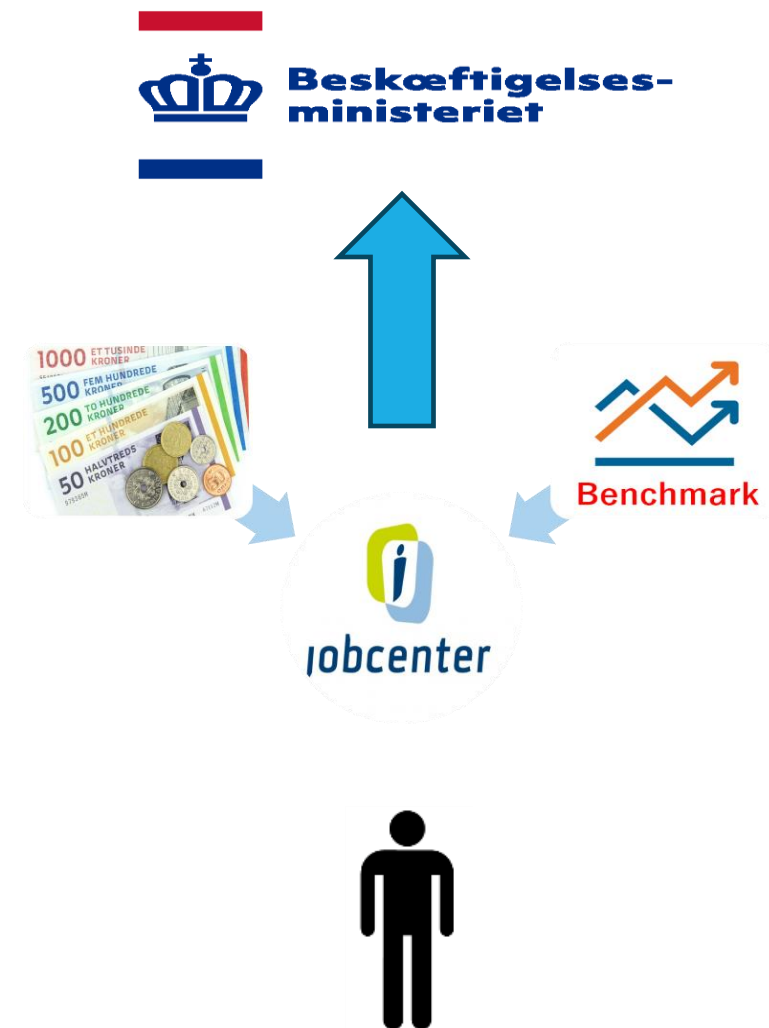 Beskæftigelses-
ministeriet
1000 ET TUSINDE
KRONER
500 FEM HUNDREDE
KRONER
200 TO HUNDREDE
KRONER
100 ET HUNDREDE
KRONER
50 HALVTREDS
KRONER
Benchmark
jobcenter